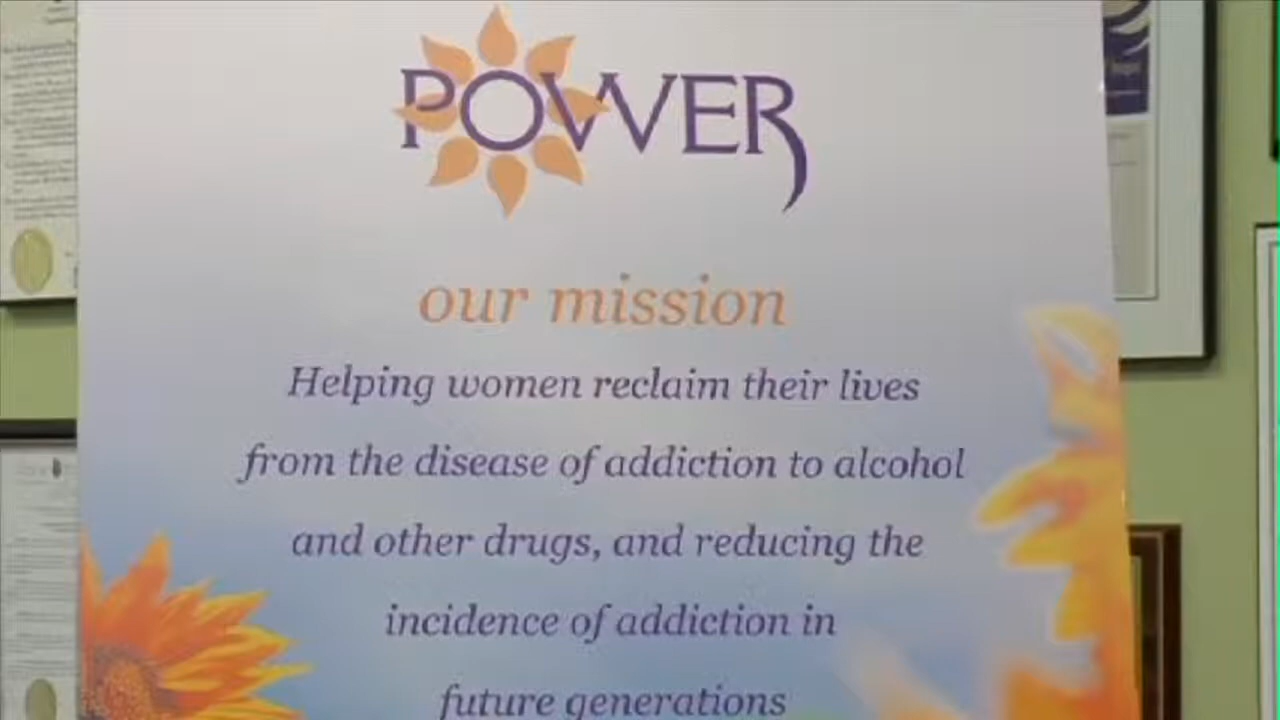 POWER
our mission
Helping women reclaim their lives
from the disease of addiction to alcohol
and other drugs, and reducing the
incidence of addiction in
future generations